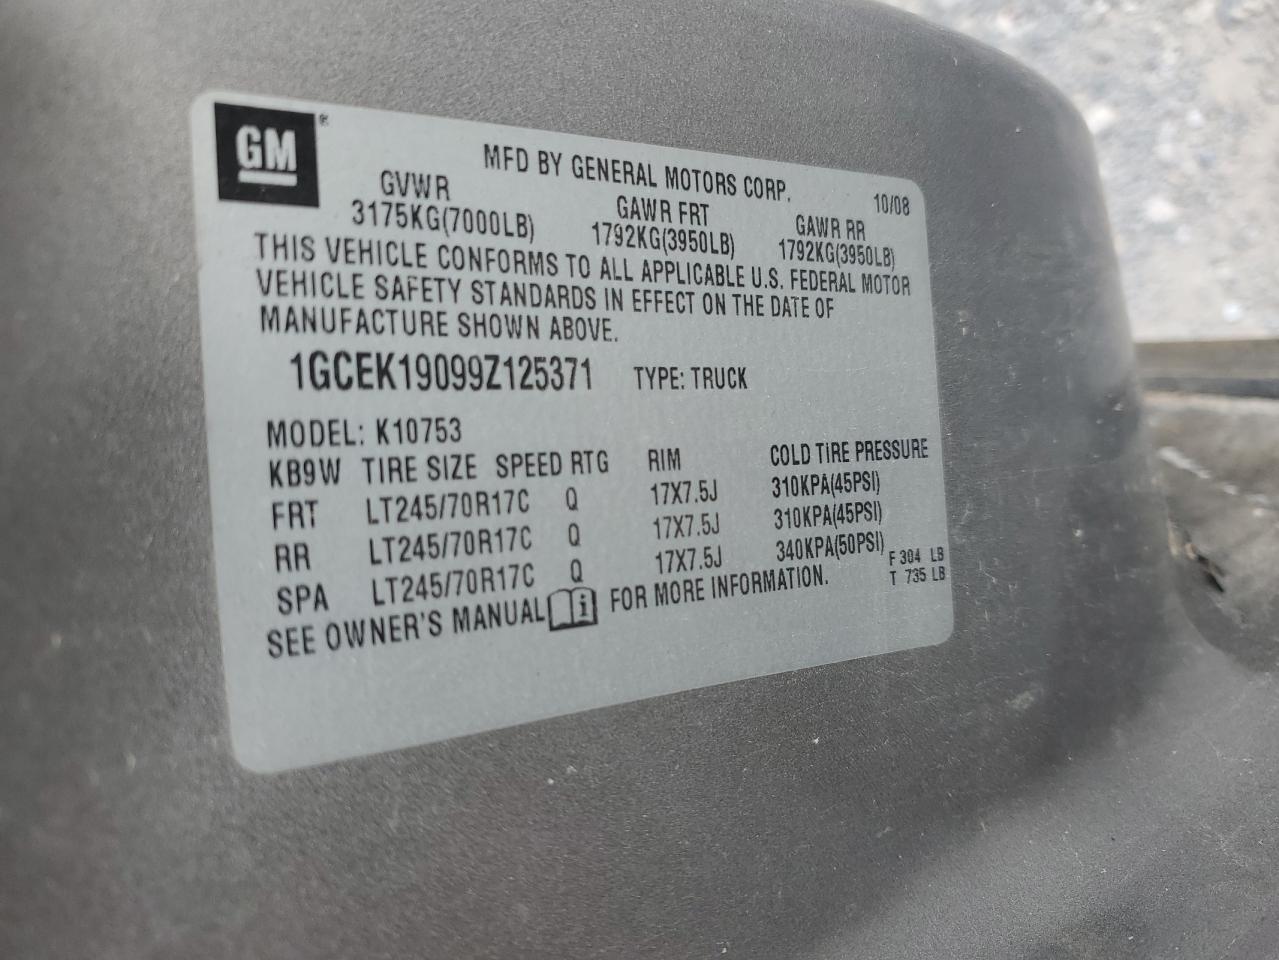 GM®
MFD BY GENERAL MOTORS CORP. 10/08
GVWR GAWR FRT GAWR RR
3175KG(7000LB) 1792KG(3950LB) 1792KG(3950LB)
THIS VEHICLE CONFORMS TO ALL APPLICABLE U.S. FEDERAL MOTOR
VEHICLE SAFETY STANDARDS IN EFFECT ON THE DATE OF
MANUFACTURE SHOWN ABOVE.
1GCEK19099Z125371 TYPE: TRUCK
MODEL: K10753
KB9W TIRE SIZE SPEED RTG RIM COLD TIRE PRESSURE
FRT LT245/70R17C Q 17X7.5J 310KPA(45PSI)
RR LT245/70R17C Q 17X7.5J 310KPA(45PSI)
SPA LT245/70R17C Q 17X7.5J 340KPA(50PSI)
F 304 LB
T 735 LB
SEE OWNER'S MANUAL i FOR MORE INFORMATION.